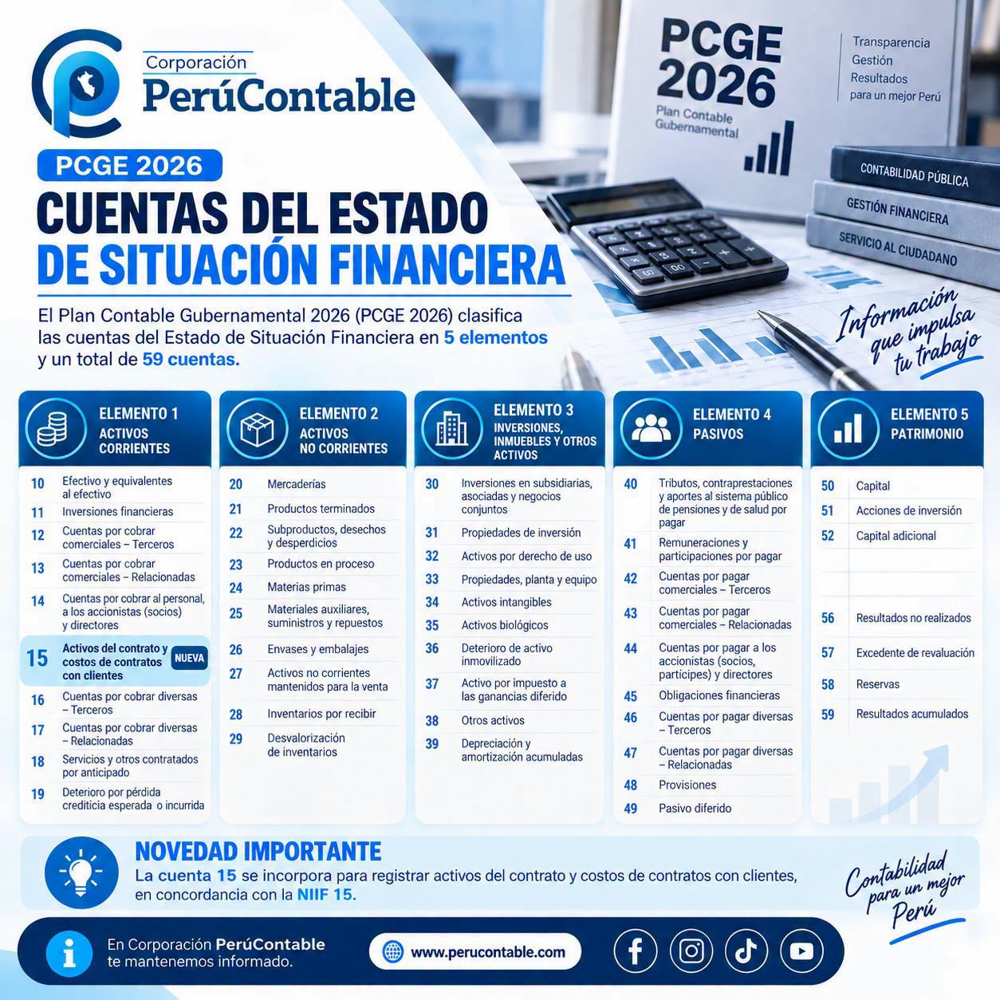 Corporación
PerúContable
PCGE 2026
CUENTAS DEL ESTADO
DE SITUACIÓN FINANCIERA
El Plan Contable Gubernamental 2026 (PCGE 2026) clasifica
las cuentas del Estado de Situación Financiera en 5 elementos
y un total de 59 cuentas.
PCGE
2026
Plan Contable
Gubernamental
Transparencia
Gestión
Resultados
para un mejor Perú
CONTABILIDAD PÚBLICA
GESTIÓN FINANCIERA
SERVICIO AL CIUDADANO
Información
que impulsa
tu trabajo
ELEMENTO 1
ACTIVOS
CORRIENTES
10 Efectivo y equivalentes
al efectivo
11 Inversiones financieras
12 Cuentas por cobrar
comerciales – Terceros
13 Cuentas por cobrar
comerciales – Relacionadas
14 Cuentas por cobrar al personal,
a los accionistas (socios)
y directores
15 Activos del contrato y
costos de contratos
con clientes
NUEVA
16 Cuentas por cobrar diversas
– Terceros
17 Cuentas por cobrar diversas
– Relacionadas
18 Servicios y otros contratados
por anticipado
19 Deterioro por pérdida
crediticia esperada o incurrida
ELEMENTO 2
ACTIVOS
NO CORRIENTES
20 Mercaderías
21 Productos terminados
22 Subproductos, desechos
y desperdicios
23 Productos en proceso
24 Materias primas
25 Materiales auxiliares,
suministros y repuestos
26 Envases y embalajes
27 Activos no corrientes
mantenidos para la venta
28 Inventarios por recibir
29 Desvalorización
de inventarios
ELEMENTO 3
INVERSIONES,
INMUEBLES Y OTROS
ACTIVOS
30 Inversiones en subsidiarias,
asociadas y negocios
conjuntos
31 Propiedades de inversión
32 Activos por derecho de uso
33 Propiedades, planta y equipo
34 Activos intangibles
35 Activos biológicos
36 Deterioro de activo
inmovilizado
37 Activo por impuesto a
las ganancias diferido
38 Otros activos
39 Depreciación y
amortización acumuladas
ELEMENTO 4
PASIVOS
40 Tributos, contraprestaciones
y aportes al sistema público
de pensiones y de salud por
pagar
41 Remuneraciones y
participaciones por pagar
42 Cuentas por pagar
comerciales – Terceros
43 Cuentas por pagar
comerciales – Relacionadas
44 Cuentas por pagar a los
accionistas (socios,
partícipes) y directores
45 Obligaciones financieras
46 Cuentas por pagar diversas
– Terceros
47 Cuentas por pagar diversas
– Relacionadas
48 Provisiones
49 Pasivo diferido
ELEMENTO 5
PATRIMONIO
50 Capital
51 Acciones de inversión
52 Capital adicional
56 Resultados no realizados
57 Excedente de revaluación
58 Reservas
59 Resultados acumulados
NOVEDAD IMPORTANTE
La cuenta 15 se incorpora para registrar activos del contrato y costos de contratos con clientes,
en concordancia con la NIIF 15.
Contabilidad
para un mejor
Perú
En Corporación PerúContable
te mantenemos informado.
www.perucontable.com